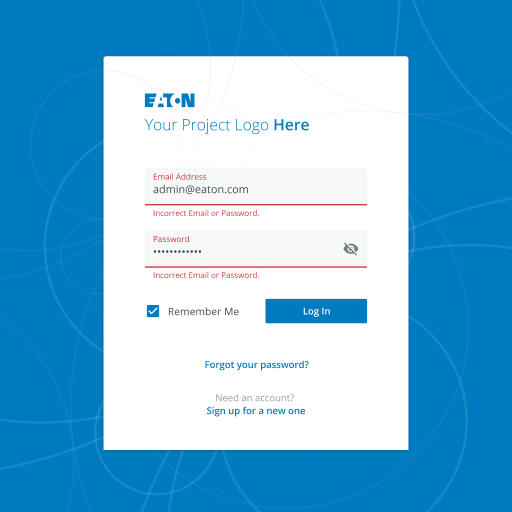 EATON
Your Project Logo Here
Email Address
admin@eaton.com
Incorrect Email or Password.
Password
••••••••••••
Incorrect Email or Password.
Remember Me
Log In
Forgot your password?
Need an account?
Sign up for a new one